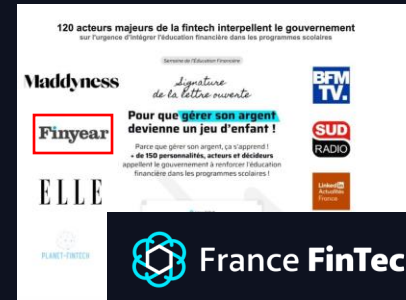 120 acteurs majeurs de la fintech interpellent le gouvernement
sur l'urgence d'intégrer l'éducation financière dans les programmes scolaires
Semaine de l'Éducation Financière
Maddyness
Signature
de la lettre ouverte
BFM
TV.
Pour que gérer son argent
devienne un jeu d'enfant !
Finyear
SUD
RADIO
Parce que gérer son argent, ça s'apprend !
+ de 150 personnalités, acteurs et décideurs
appellent le gouvernement à renforcer l'éducation
financière dans les programmes scolaires !
ELLE
LinkedIn
Actualités
France
PLANET-FINTECH
France FinTec